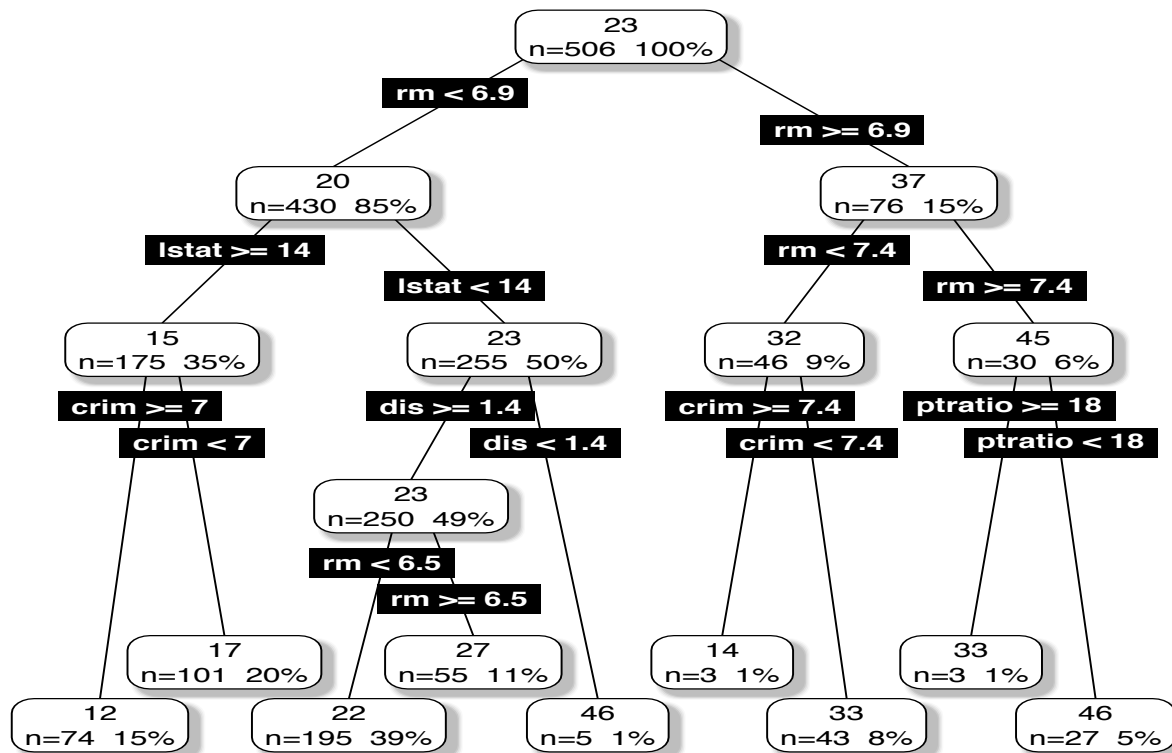 23
n=506 100%
rm < 6.9
rm >= 6.9
20
n=430 85%
37
n=76 15%
lstat >= 14
lstat < 14
rm < 7.4
rm >= 7.4
15
n=175 35%
23
n=255 50%
32
n=46 9%
45
n=30 6%
crim >= 7
crim < 7
dis >= 1.4
dis < 1.4
crim >= 7.4
crim < 7.4
ptratio >= 18
ptratio < 18
23
n=250 49%
rm < 6.5
rm >= 6.5
17
n=101 20%
27
n=55 11%
14
n=3 1%
33
n=3 1%
12
n=74 15%
22
n=195 39%
46
n=5 1%
33
n=43 8%
46
n=27 5%